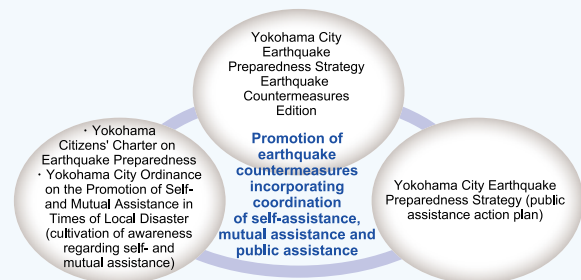 Yokohama City
Earthquake
Preparedness Strategy
Earthquake
Countermeasures
Edition
・Yokohama
Citizens' Charter on
Earthquake Preparedness
・Yokohama City Ordinance
on the Promotion of Self-
and Mutual Assistance in
Times of Local Disaster
(cultivation of awareness
regarding self- and
mutual assistance)
Promotion of
earthquake
countermeasures
incorporating
coordination
of self-assistance,
mutual assistance and
public assistance
Yokohama City Earthquake
Preparedness Strategy (public
assistance action plan)